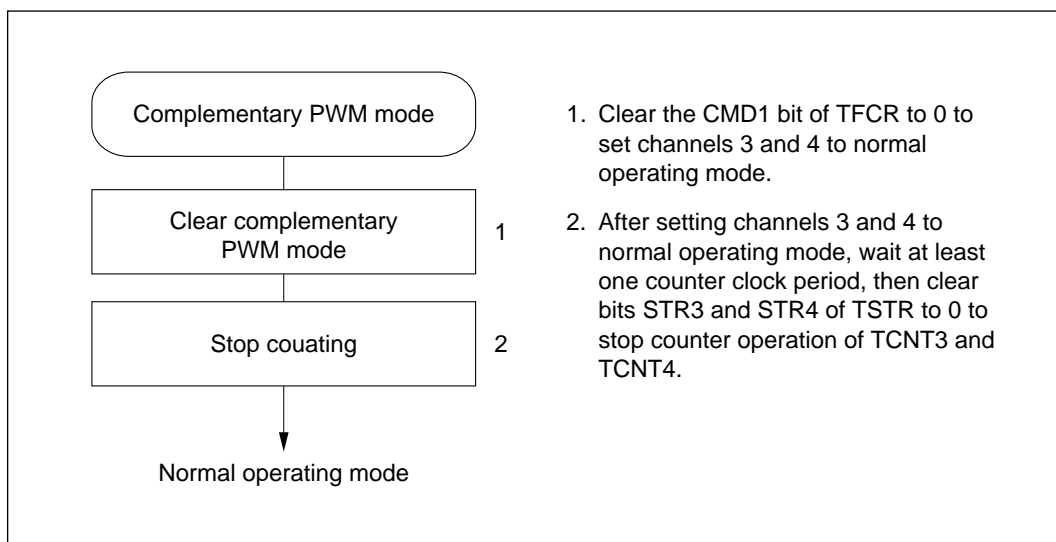 Complementary PWM mode
Clear complementary
PWM mode
1
Stop couating
2
Normal operating mode
1. Clear the CMD1 bit of TFCR to 0 to
set channels 3 and 4 to normal
operating mode.
2. After setting channels 3 and 4 to
normal operating mode, wait at least
one counter clock period, then clear
bits STR3 and STR4 of TSTR to 0 to
stop counter operation of TCNT3 and
TCNT4.